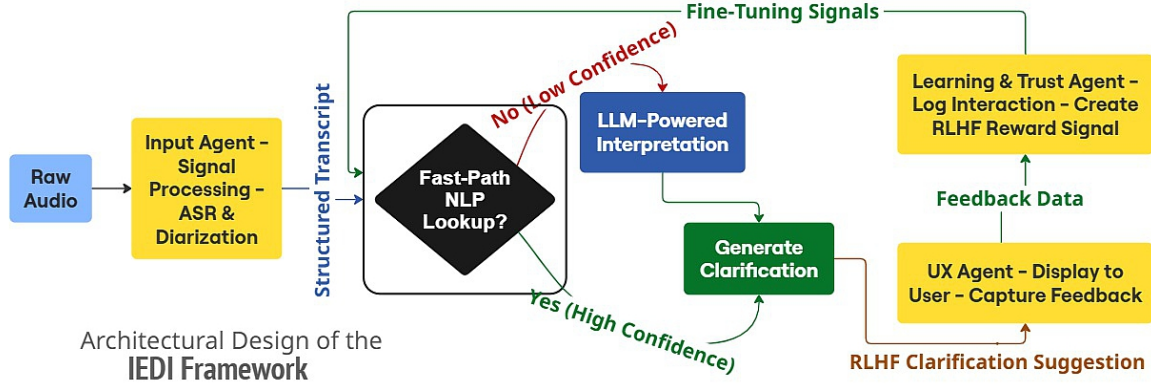 Fine-Tuning Signals
No (Low Confidence)
Learning & Trust Agent –
Log Interaction – Create
RLHF Reward Signal
LLM–Powered
Interpretation
Input Agent –
Signal
Processing –
ASR &
Diarization
Raw
Audio
Structured Transcript
Fast-Path
NLP
Lookup?
Feedback Data
Generate
Clarification
UX Agent – Display to
User – Capture Feedback
Yes (High Confidence)
RLHF Clarification Suggestion
Architectural Design of the
IEDI Framework